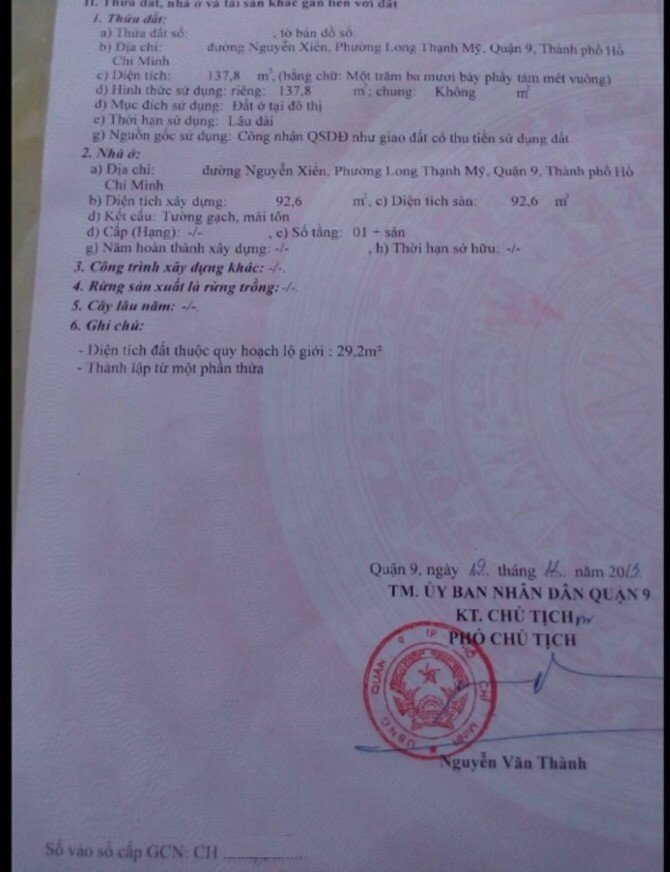 II. Thửa đất, nhà ở và tài sản khác gắn liền với đất
1. Thửa đất:
a) Thửa đất số: , tờ bản đồ số:
b) Địa chỉ: đường Nguyễn Xiển, Phường Long Thạnh Mỹ, Quận 9, Thành phố Hồ
Chí Minh
c) Diện tích: 137,8 m², (bằng chữ: Một trăm ba mươi bảy phẩy tám mét vuông)
d) Hình thức sử dụng: riêng: 137,8 m²; chung: Không m²
đ) Mục đích sử dụng: Đất ở tại đô thị
e) Thời hạn sử dụng: Lâu dài
g) Nguồn gốc sử dụng: Công nhận QSDĐ như giao đất có thu tiền sử dụng đất
2. Nhà ở:
a) Địa chỉ: đường Nguyễn Xiển, Phường Long Thạnh Mỹ, Quận 9, Thành phố Hồ
Chí Minh
b) Diện tích xây dựng: 92,6 m², c) Diện tích sàn: 92,6 m²
d) Kết cấu: Tường gạch, mái tôn
đ) Cấp (Hạng): -/- , e) Số tầng: 01 + sân
g) Năm hoàn thành xây dựng: -/- , h) Thời hạn sở hữu: -/-
3. Công trình xây dựng khác: -/-.
4. Rừng sản xuất là rừng trồng: -/-.
5. Cây lâu năm: -/-.
6. Ghi chú:
- Diện tích đất thuộc quy hoạch lộ giới : 29,2m²
- Thành lập từ một phần thửa
Quận 9, ngày tháng năm 2013
TM. ỦY BAN NHÂN DÂN QUẬN 9
KT. CHỦ TỊCH
PHÓ CHỦ TỊCH
UBND QUẬN 9 TP HỒ CHÍ MINH
Nguyễn Văn Thành
Số vào sổ cấp GCN: CH